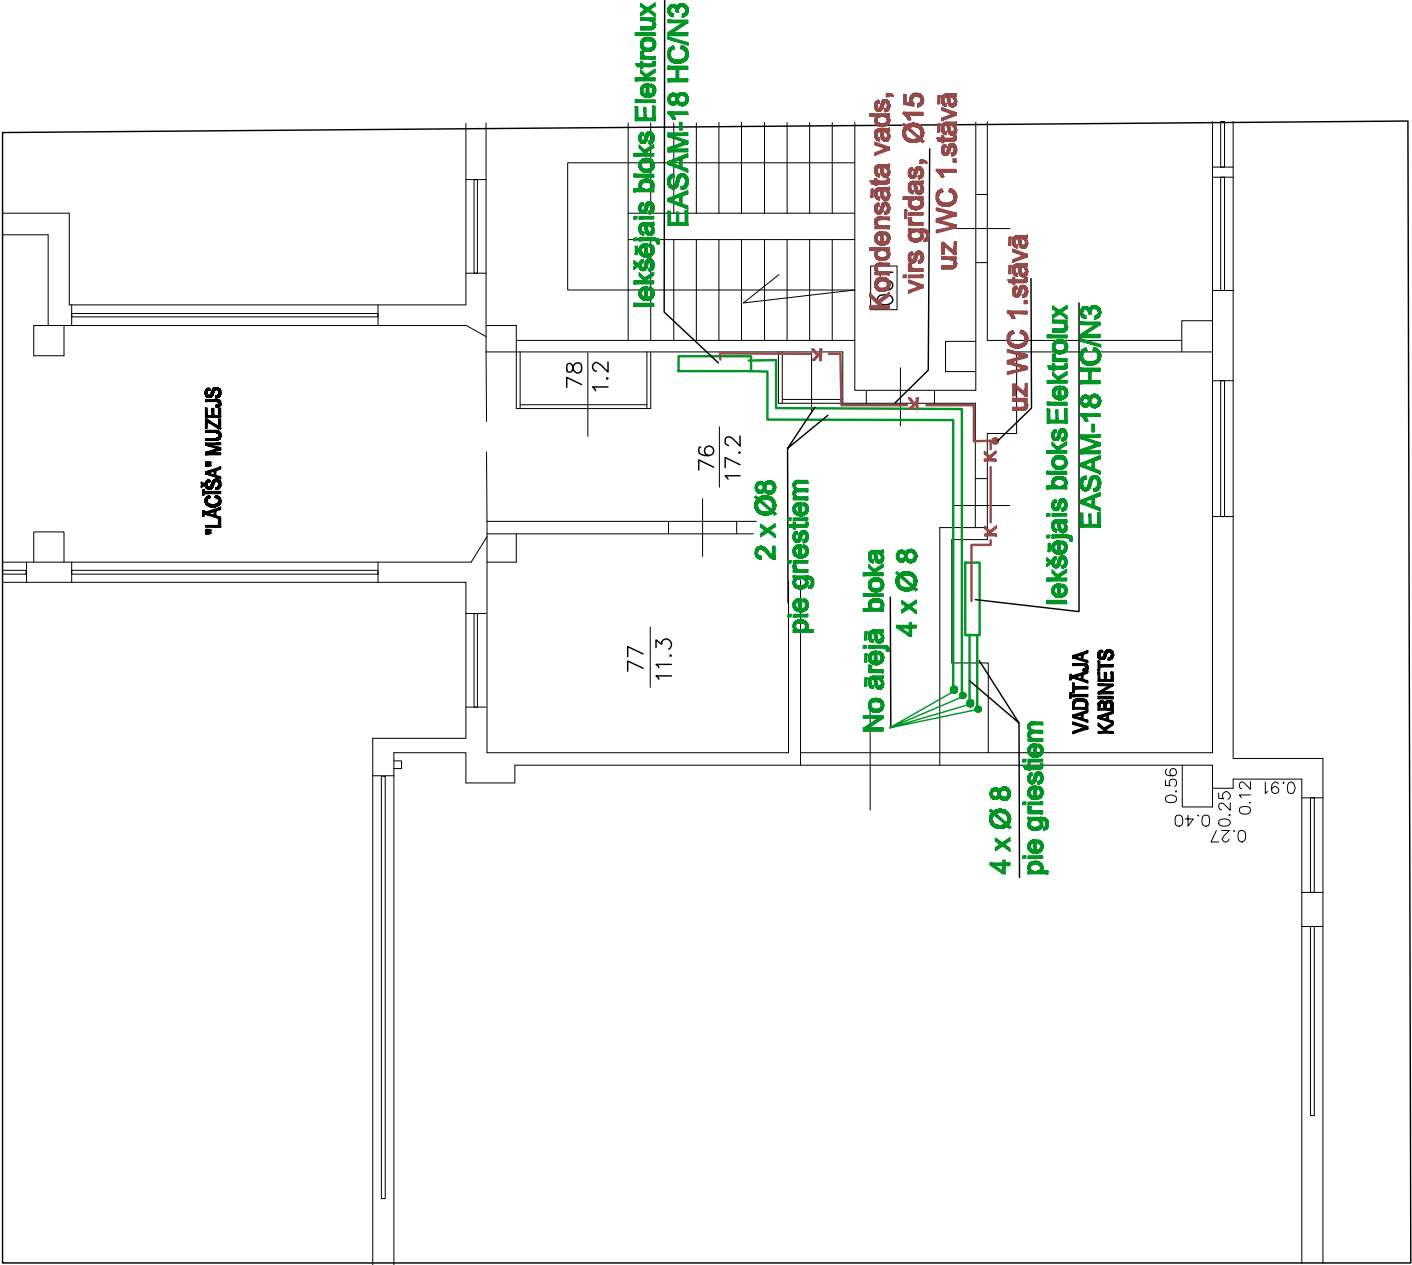 Iekšējais bloks Elektrolux
EASAM-18 HC/N3
Kondensāta vads,
virs grīdas, Ø15
uz WC 1.stāvā
uz WC 1.stāvā
Iekšējais bloks Elektrolux
EASAM-18 HC/N3
78
1.2
"LĀCĪŠA" MUZEJS
76
17.2
2 x Ø8
pie griestiem
No ārējā bloka
4 x Ø 8
77
11.3
VADĪTĀJA
KABINETS
4 x Ø 8
pie griestiem
0.56
0.40
0.25
0.27
0.12
0.91